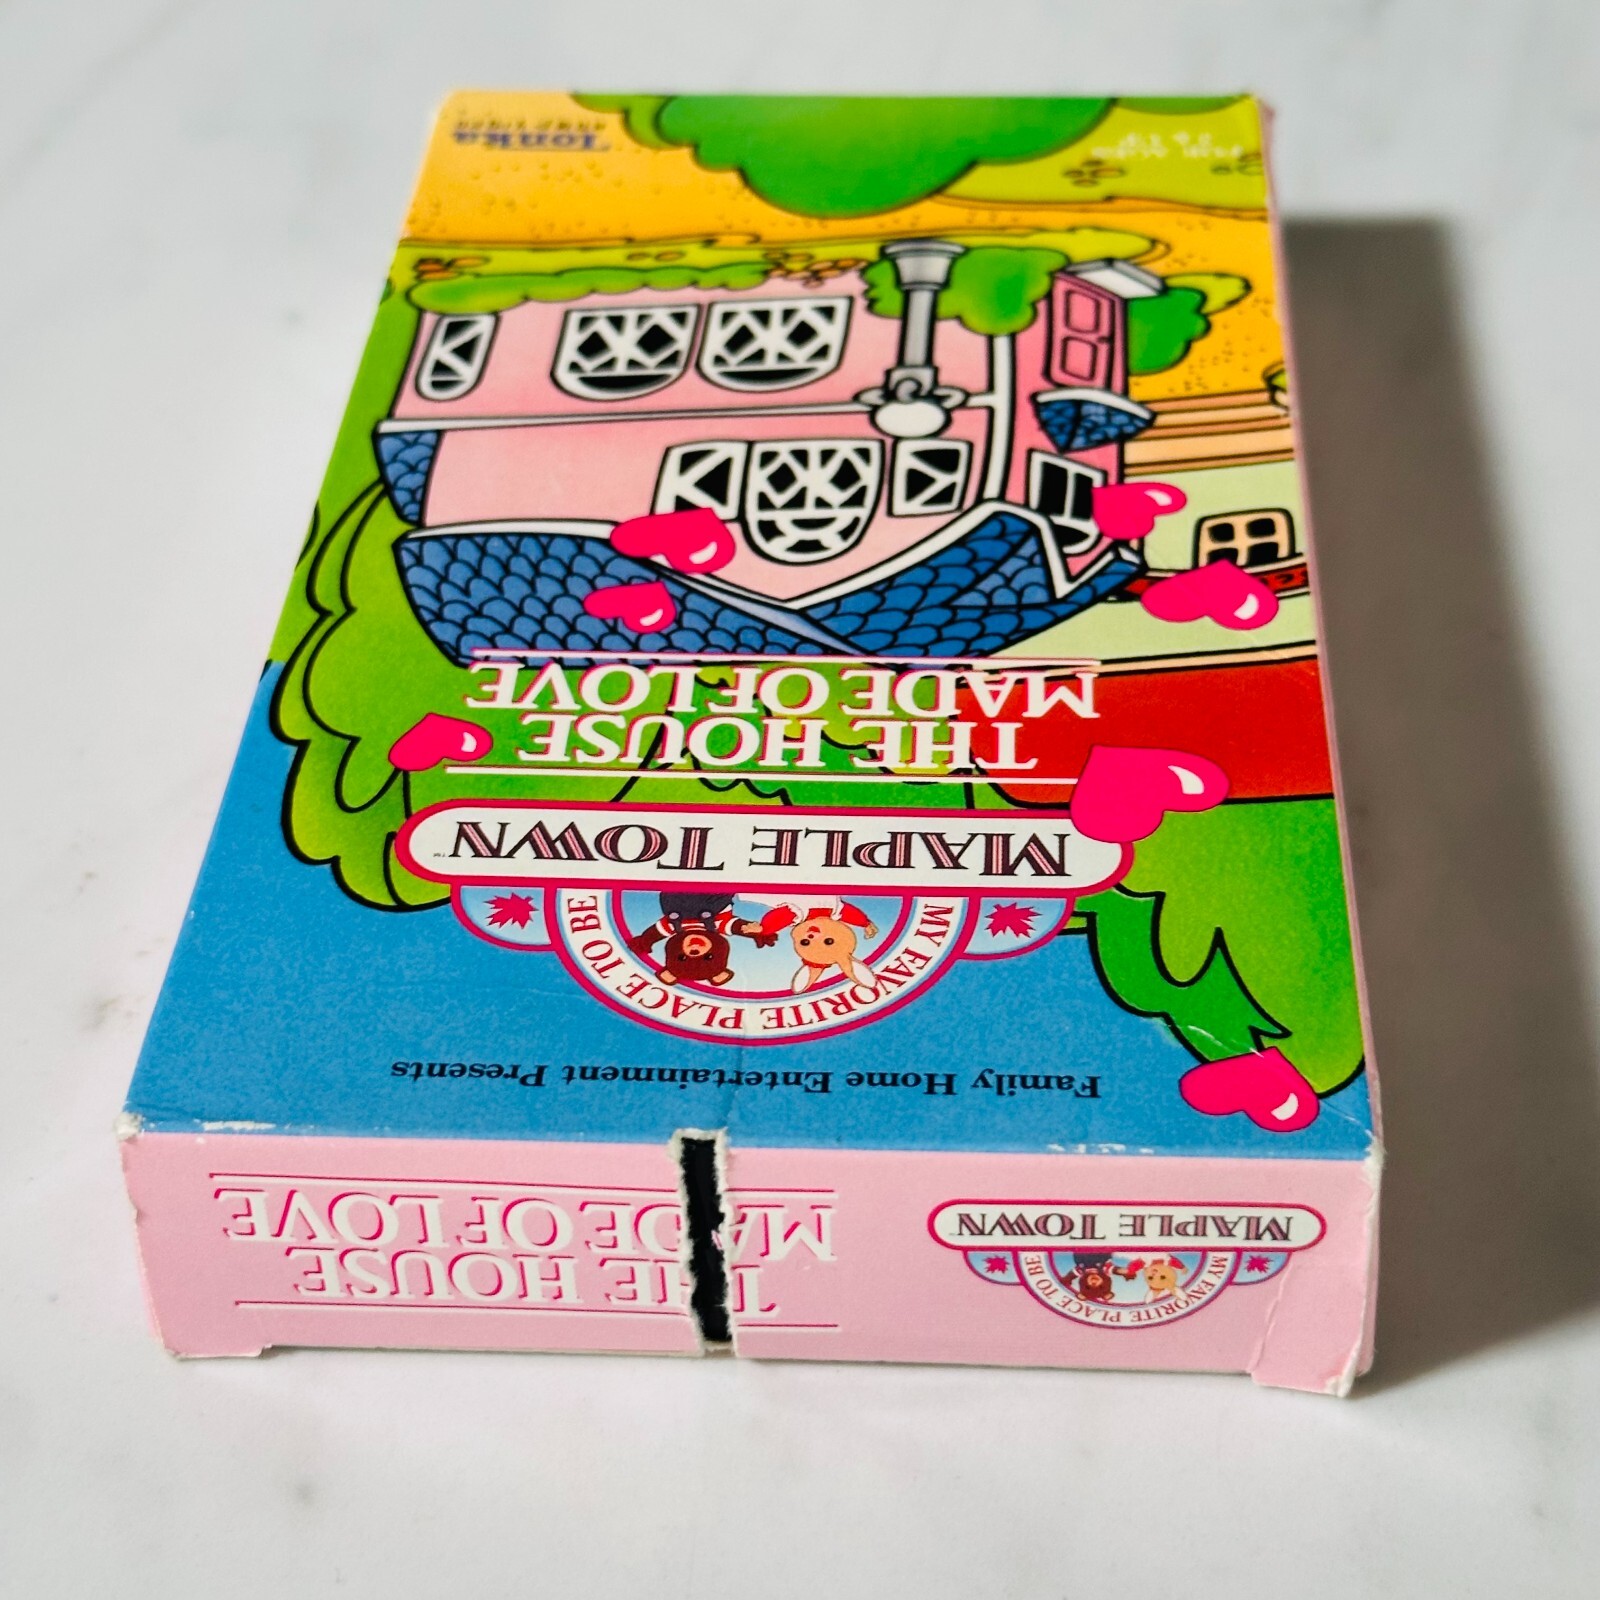 Family Home Entertainment Presents
MY FAVORITE PLACE TO BE
MAPLE TOWN™
THE HOUSE
MADE OF LOVE
Tonka
MY FAVORITE PLACE TO BE
MAPLE TOWN
THE HOUSE
MADE OF LOVE